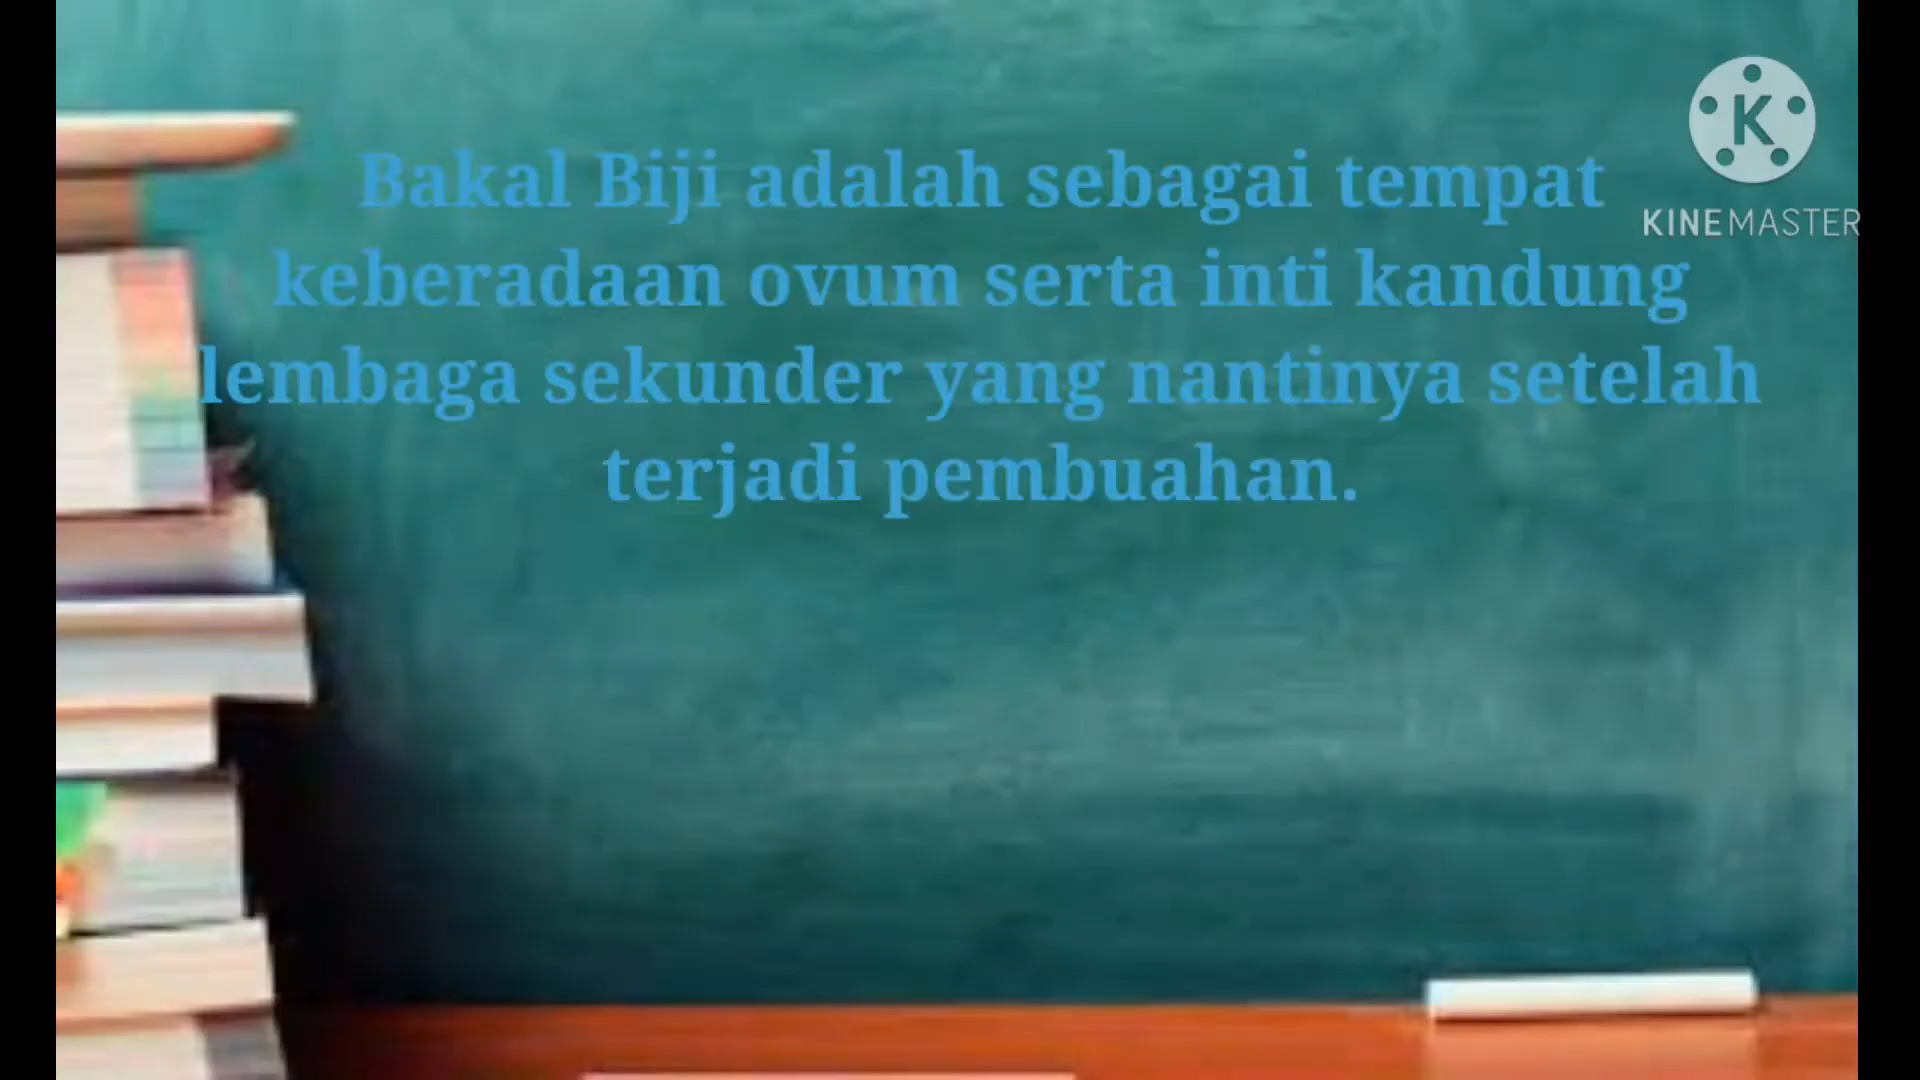 Bakal Biji adalah sebagai tempat
keberadaan ovum serta inti kandung
lembaga sekunder yang nantinya setelah
terjadi pembuahan.
K
KINEMASTER